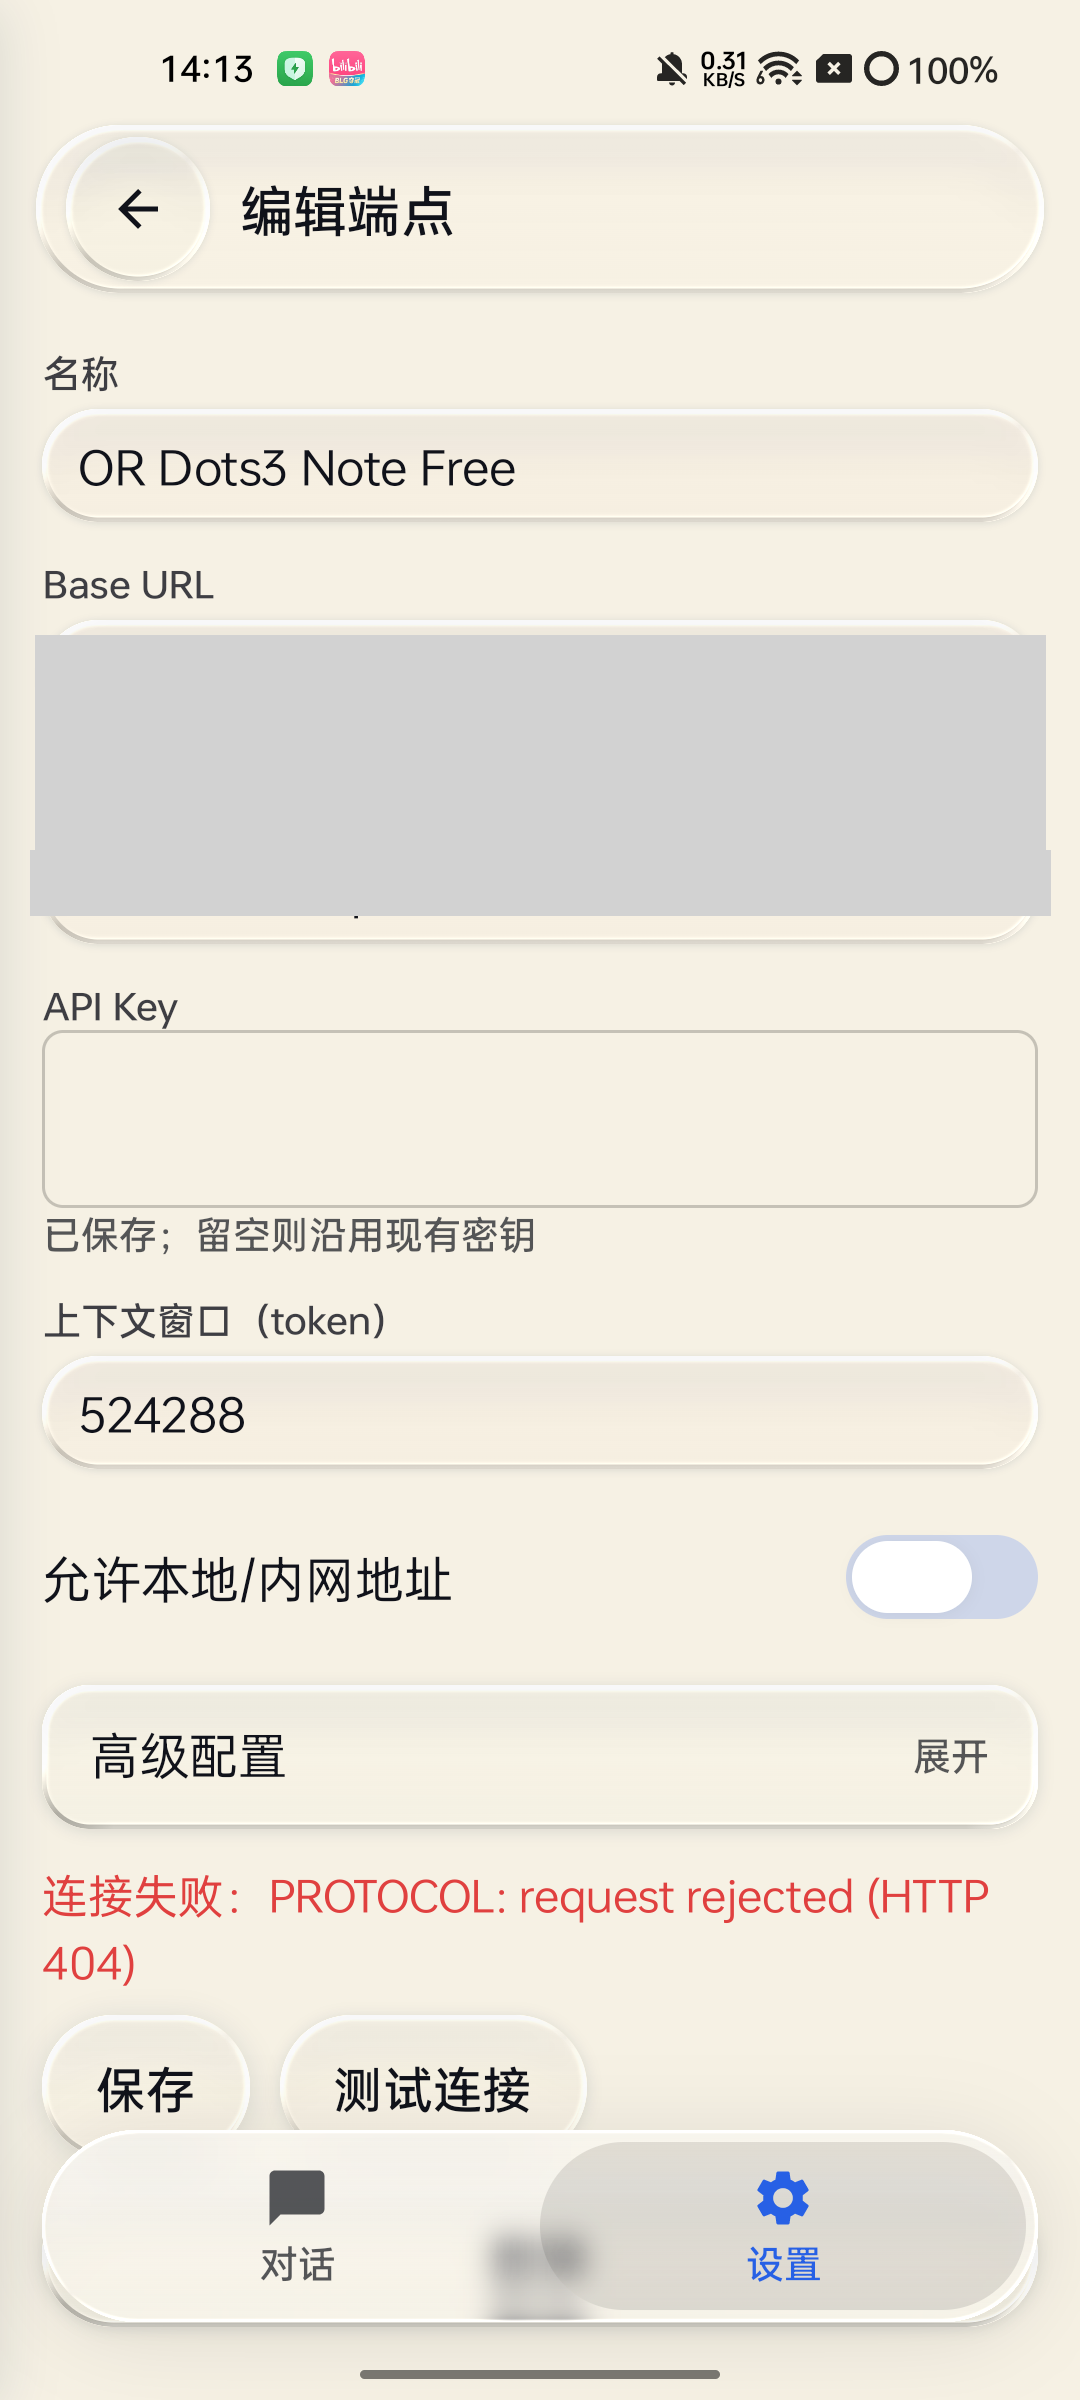 14:13
0.31
KB/S
6
100%
编辑端点
名称
OR Dots3 Note Free
Base URL
API Key
已保存；留空则沿用现有密钥
上下文窗口（token）
524288
允许本地/内网地址
高级配置
展开
连接失败：PROTOCOL: request rejected (HTTP
404)
保存
测试连接
对话
设置